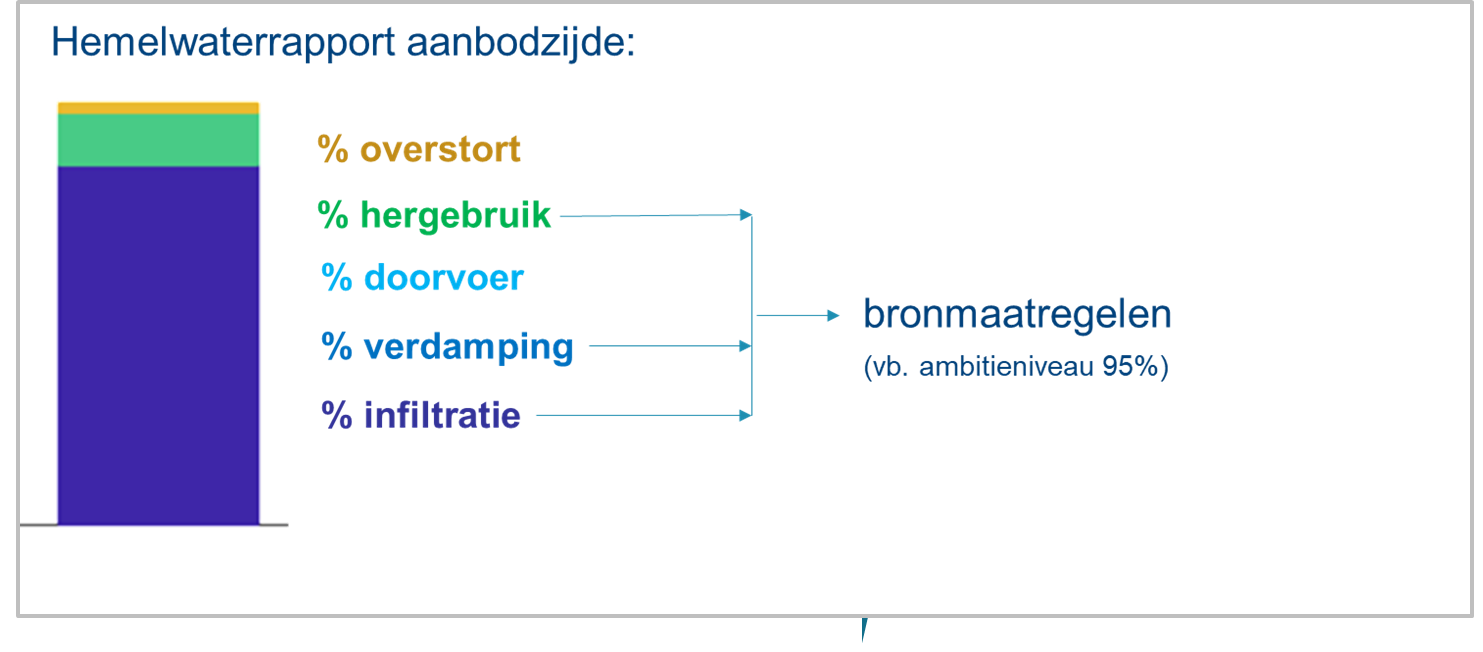 Hemelwaterrapport aanbodzijde:
% overstort
% hergebruik
% doorvoer
% verdamping
% infiltratie
bronmaatregelen
(vb. ambitieniveau 95%)